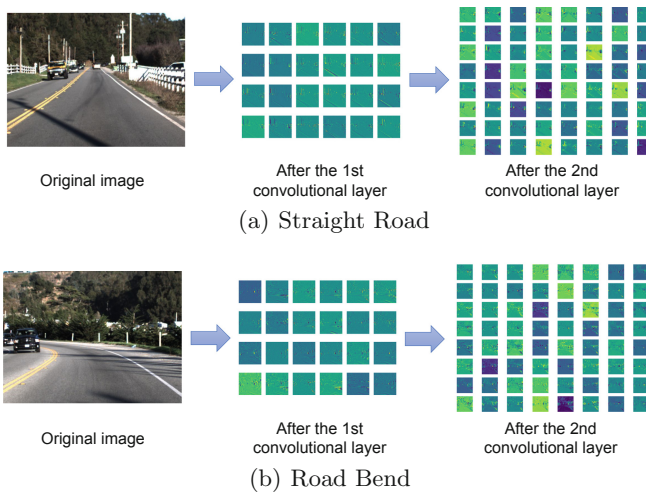 Original image
After the 1st
convolutional layer
After the 2nd
convolutional layer
(a) Straight Road
Original image
After the 1st
convolutional layer
After the 2nd
convolutional layer
(b) Road Bend